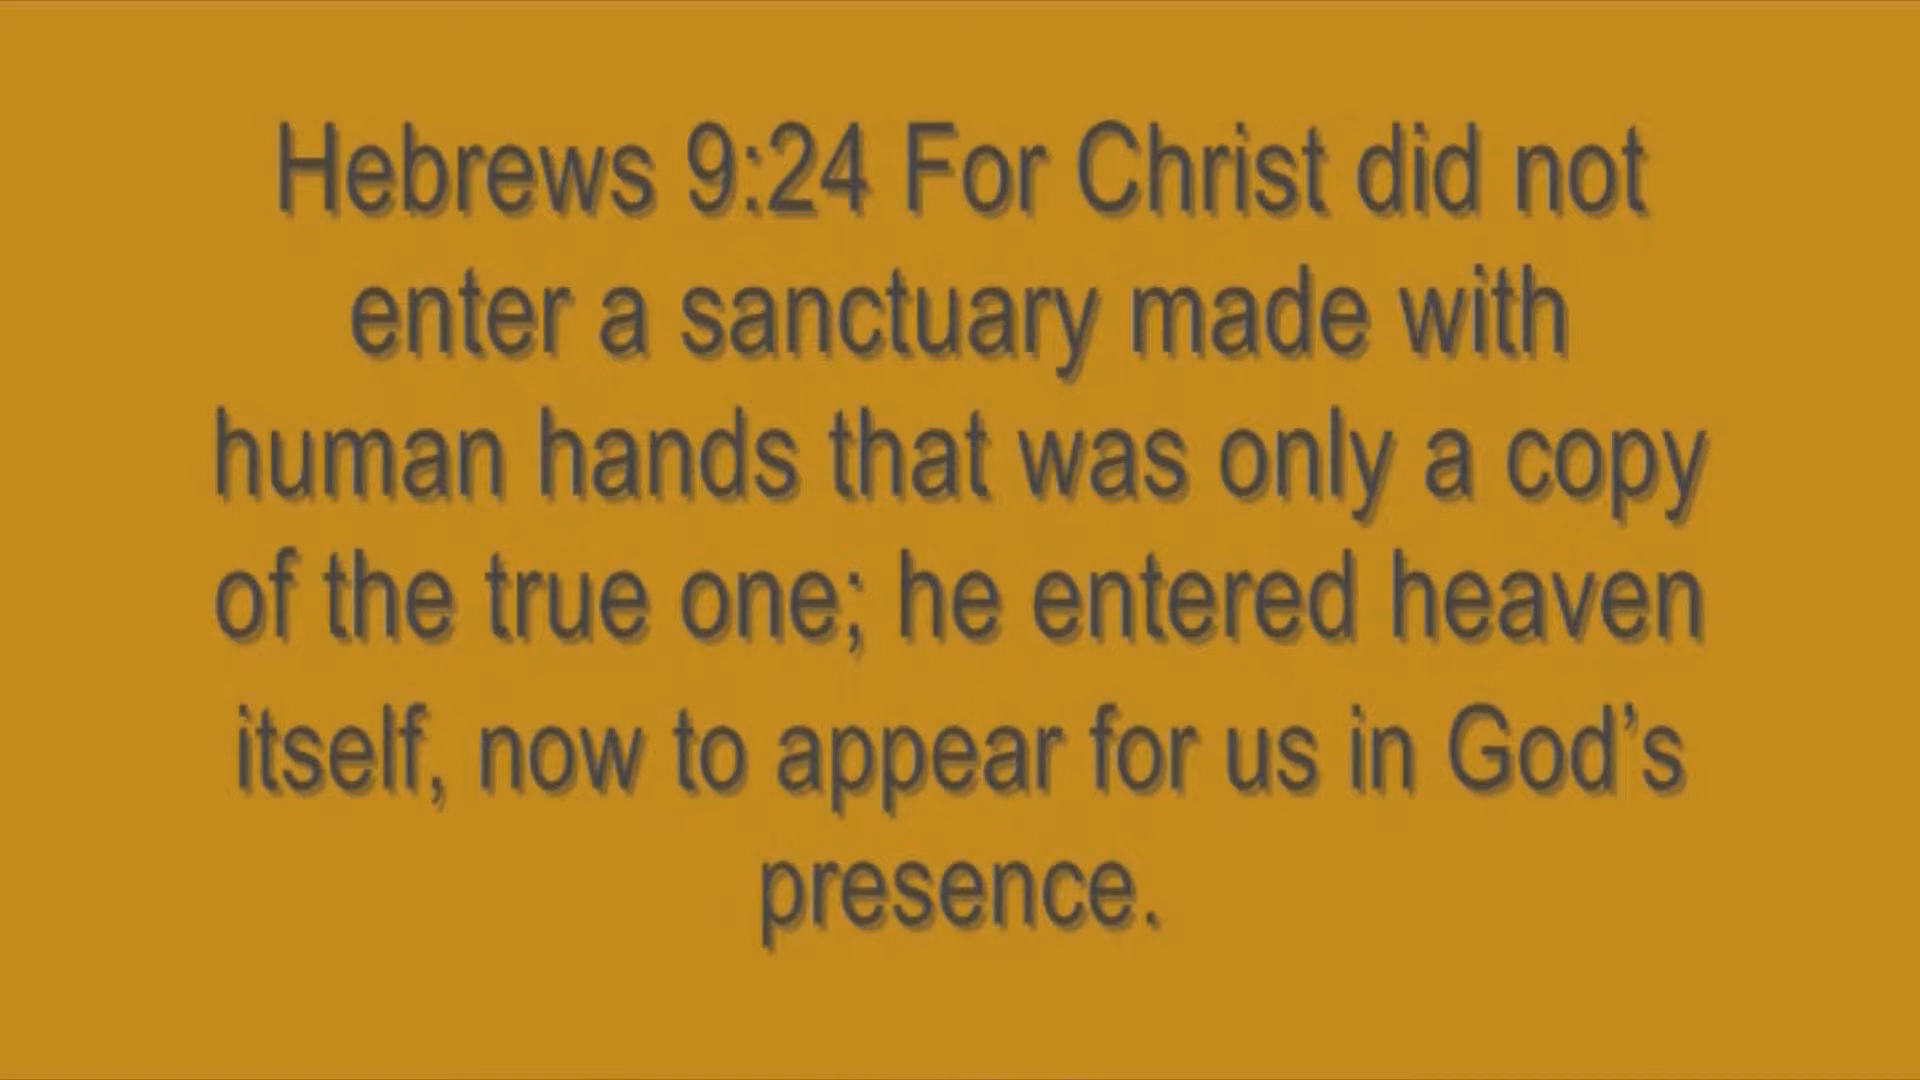 Hebrews 9:24 For Christ did not
enter a sanctuary made with
human hands that was only a copy
of the true one; he entered heaven
itself, now to appear for us in God’s
presence.